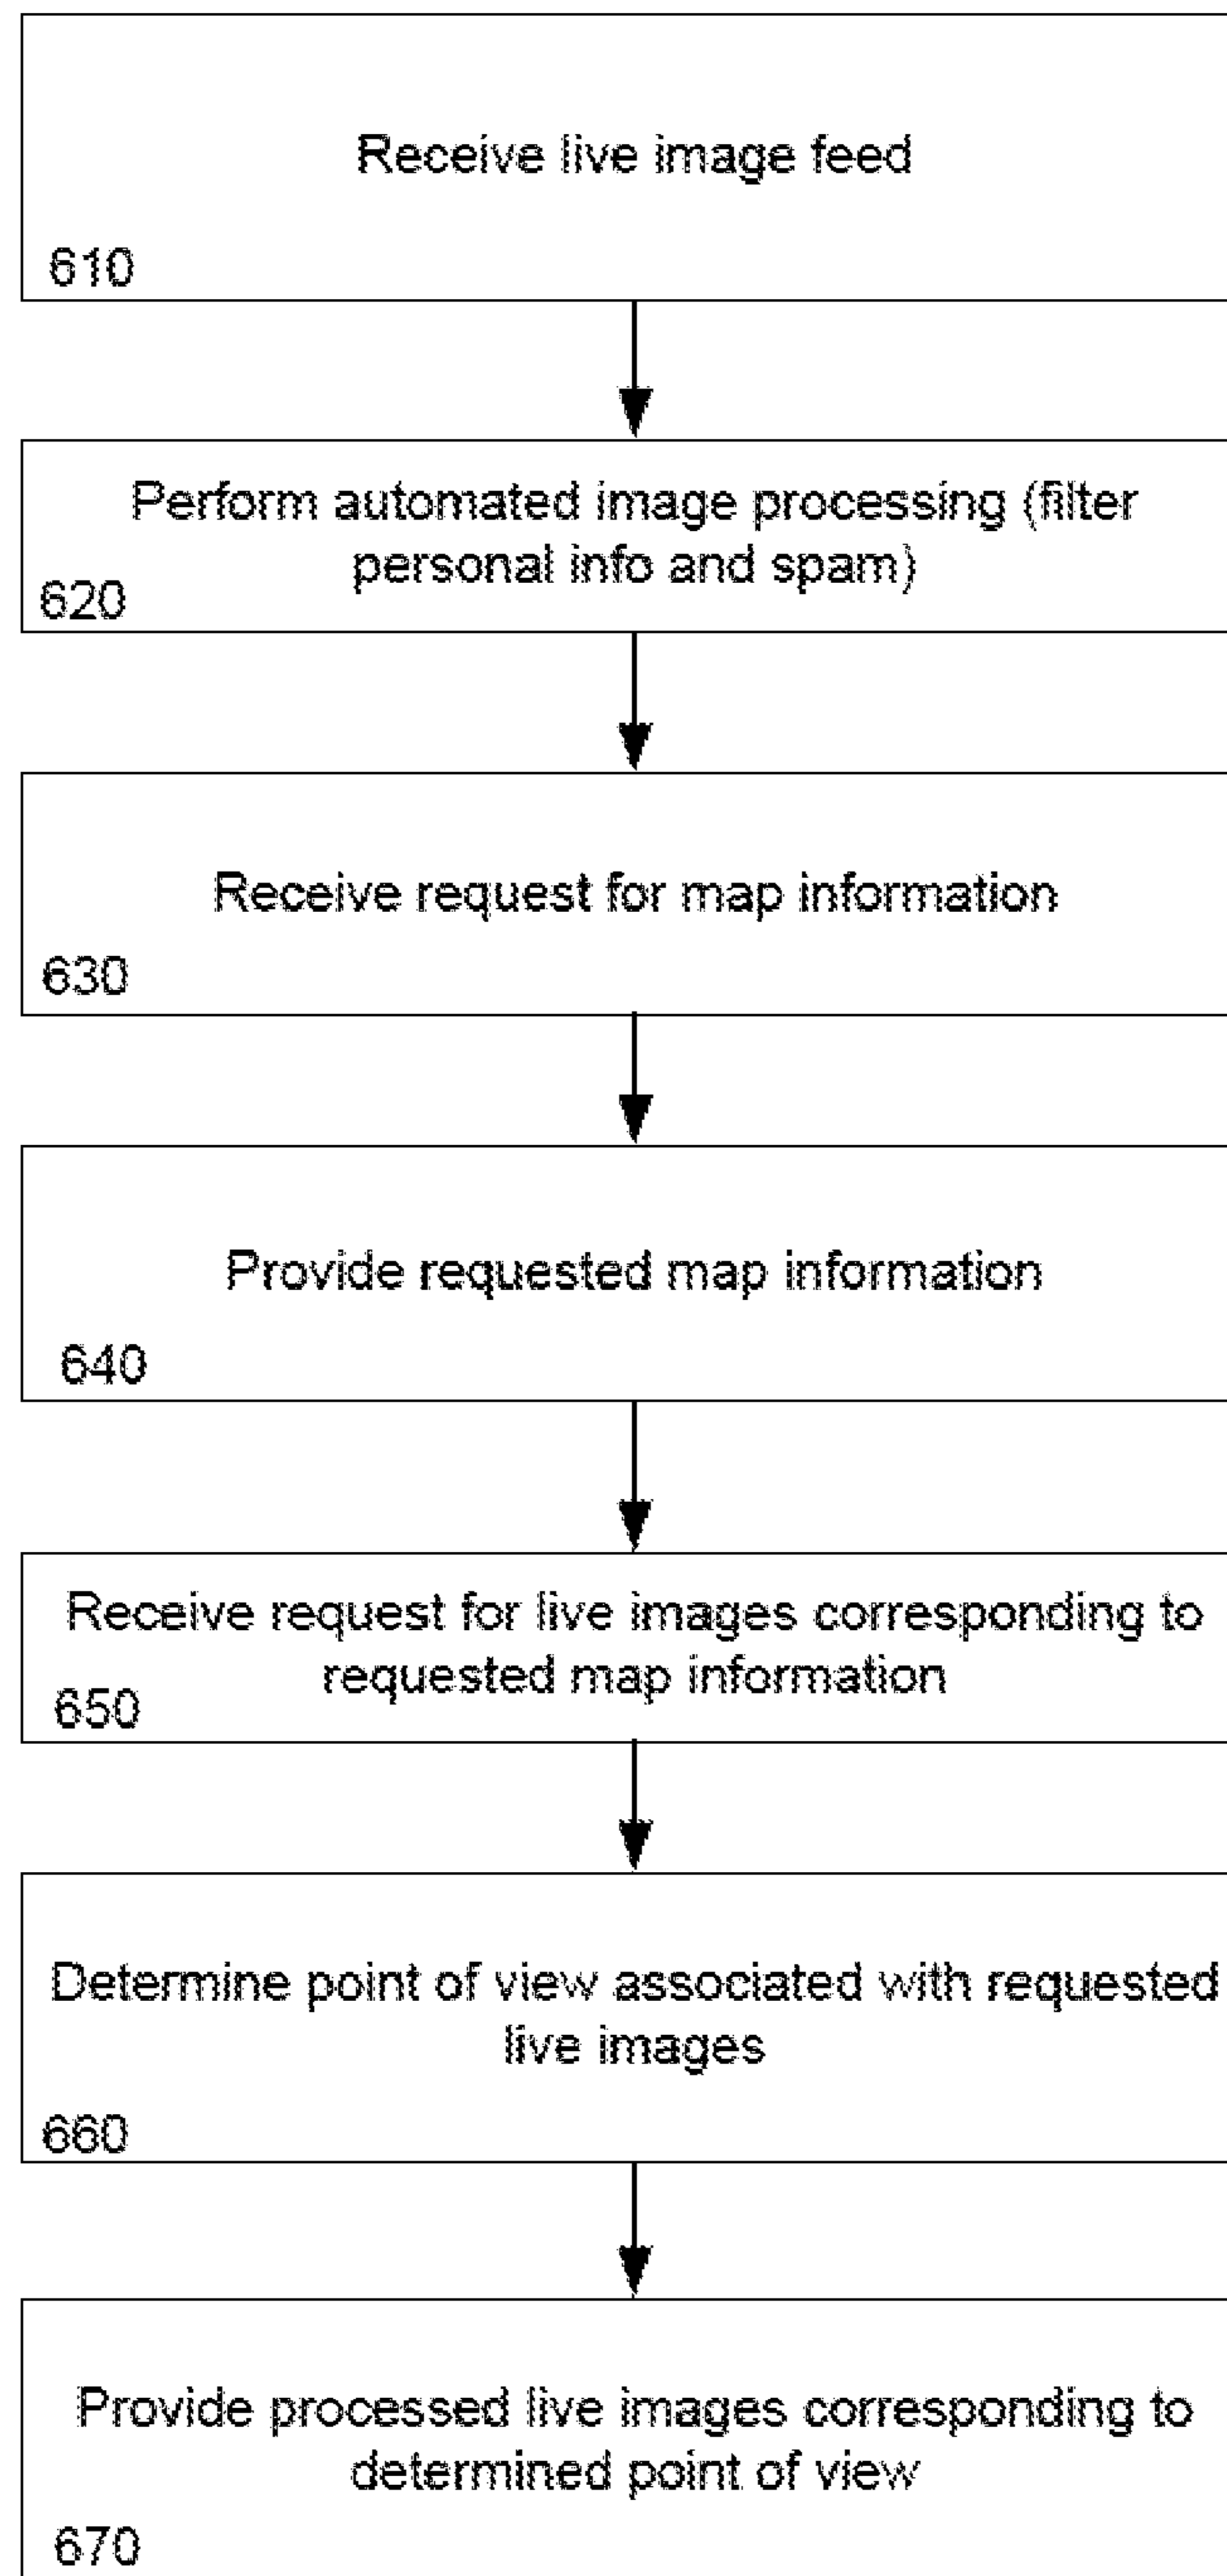 Receive live image feed
610
Perform automated image processing (filter
personal info and spam)
620
Receive request for map information
630
Provide requested map information
640
Receive request for live images corresponding to
requested map information
650
Determine point of view associated with requested
live images
660
Provide processed live images corresponding to
determined point of view
670